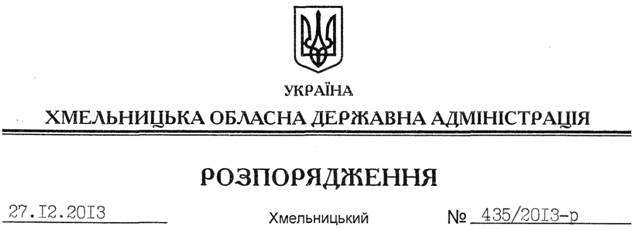 УКРАЇНА
ХМЕЛЬНИЦЬКА ОБЛАСНА ДЕРЖАВНА АДМІНІСТРАЦІЯ
РОЗПОРЯДЖЕННЯ
27.12.2013 Хмельницький № 435/2013-р